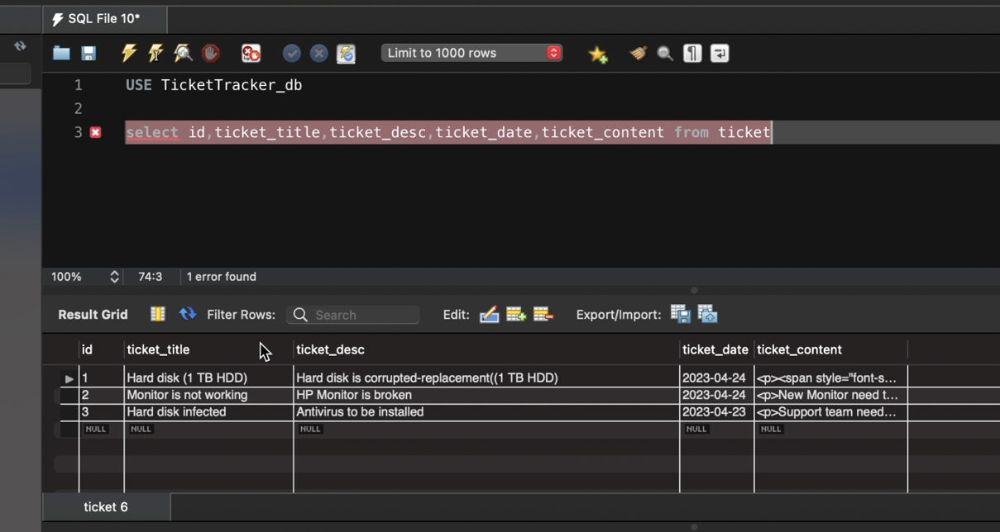 SQL File 10*
Limit to 1000 rows
1 USE TicketTracker_db
2
3 select id,ticket_title,ticket_desc,ticket_date,ticket_content from ticket
100% 74:3 1 error found
Result Grid Filter Rows: Search Edit: Export/Import:
id ticket_title ticket_desc ticket_date ticket_content
1 Hard disk (1 TB HDD) Hard disk is corrupted-replacement((1 TB HDD) 2023-04-24 <p><span style="font-s...
2 Monitor is not working HP Monitor is broken 2023-04-24 <p>New Monitor need t...
3 Hard disk infected Antivirus to be installed 2023-04-23 <p>Support team need...
NULL NULL NULL NULL NULL
ticket 6